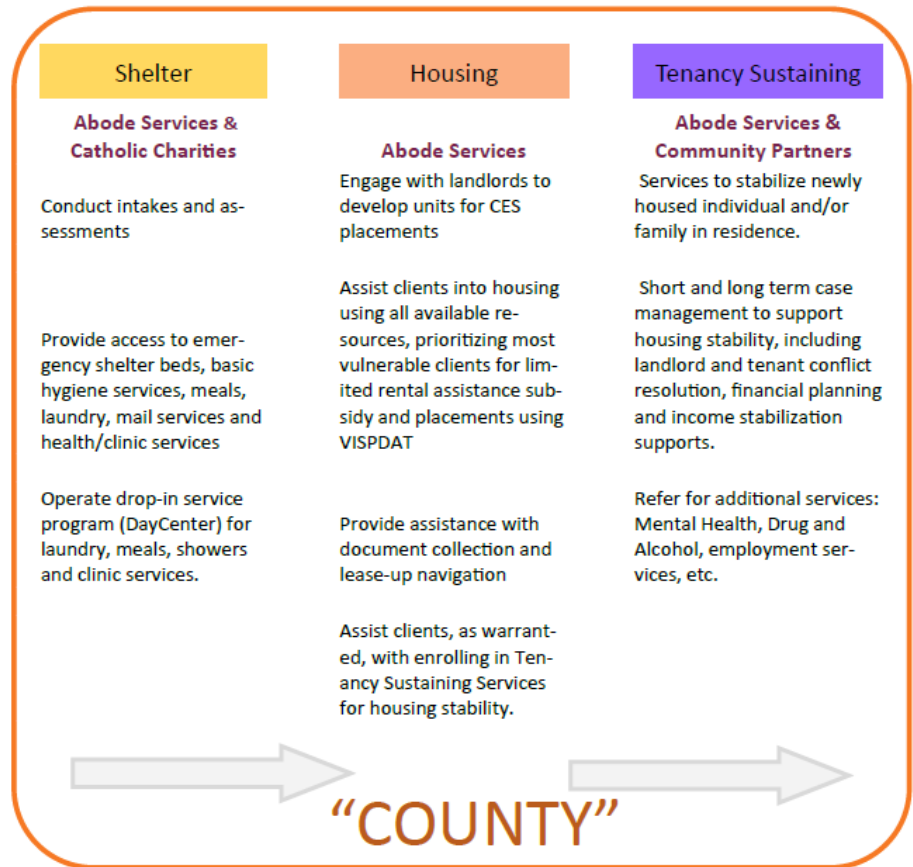 Shelter
Abode Services &
Catholic Charities
Conduct intakes and as-
sessments
Provide access to emer-
gency shelter beds, basic
hygiene services, meals,
laundry, mail services and
health/clinic services
Operate drop-in service
program (DayCenter) for
laundry, meals, showers
and clinic services.
Housing
Abode Services
Engage with landlords to
develop units for CES
placements
Assist clients into housing
using all available re-
sources, prioritizing most
vulnerable clients for lim-
ited rental assistance sub-
sidy and placements using
VISPDAT
Provide assistance with
document collection and
lease-up navigation
Assist clients, as warrant-
ed, with enrolling in Ten-
ancy Sustaining Services
for housing stability.
Tenancy Sustaining
Abode Services &
Community Partners
Services to stabilize newly
housed individual and/or
family in residence.
Short and long term case
management to support
housing stability, including
landlord and tenant conflict
resolution, financial planning
and income stabilization
supports.
Refer for additional services:
Mental Health, Drug and
Alcohol, employment ser-
vices, etc.
“COUNTY”